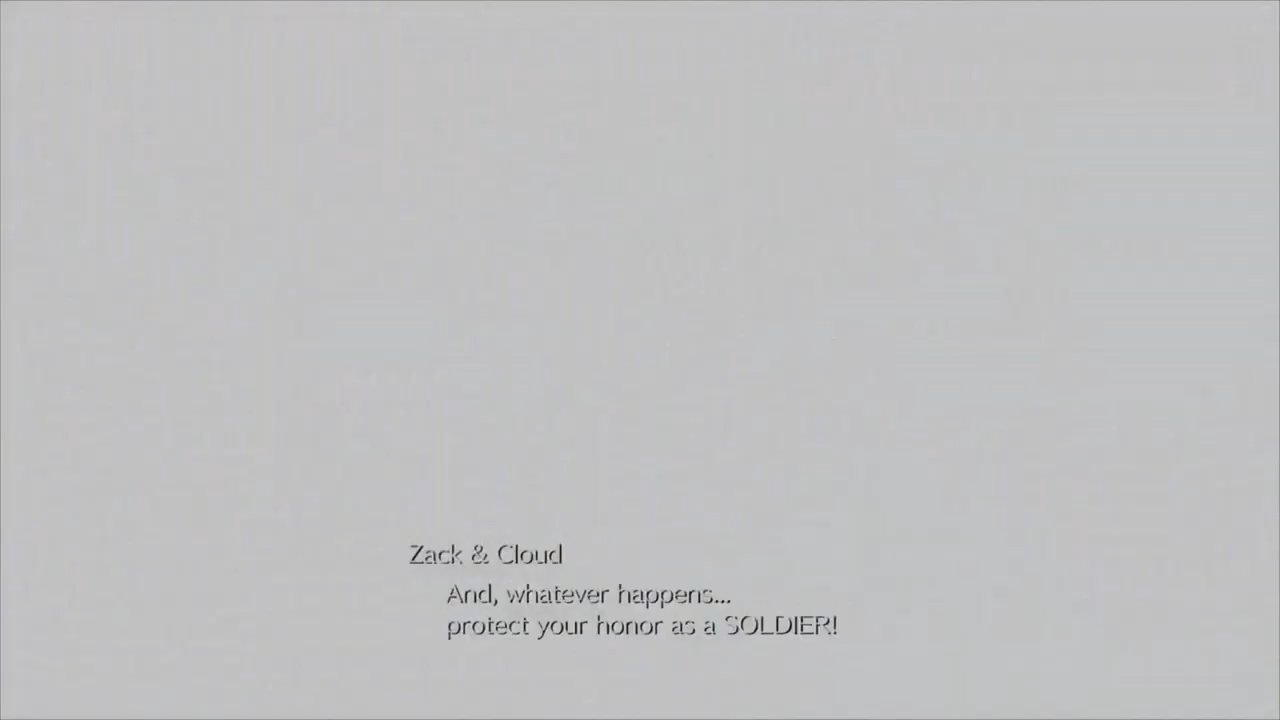 Zack & Cloud
And, whatever happens...
protect your honor as a SOLDIER!